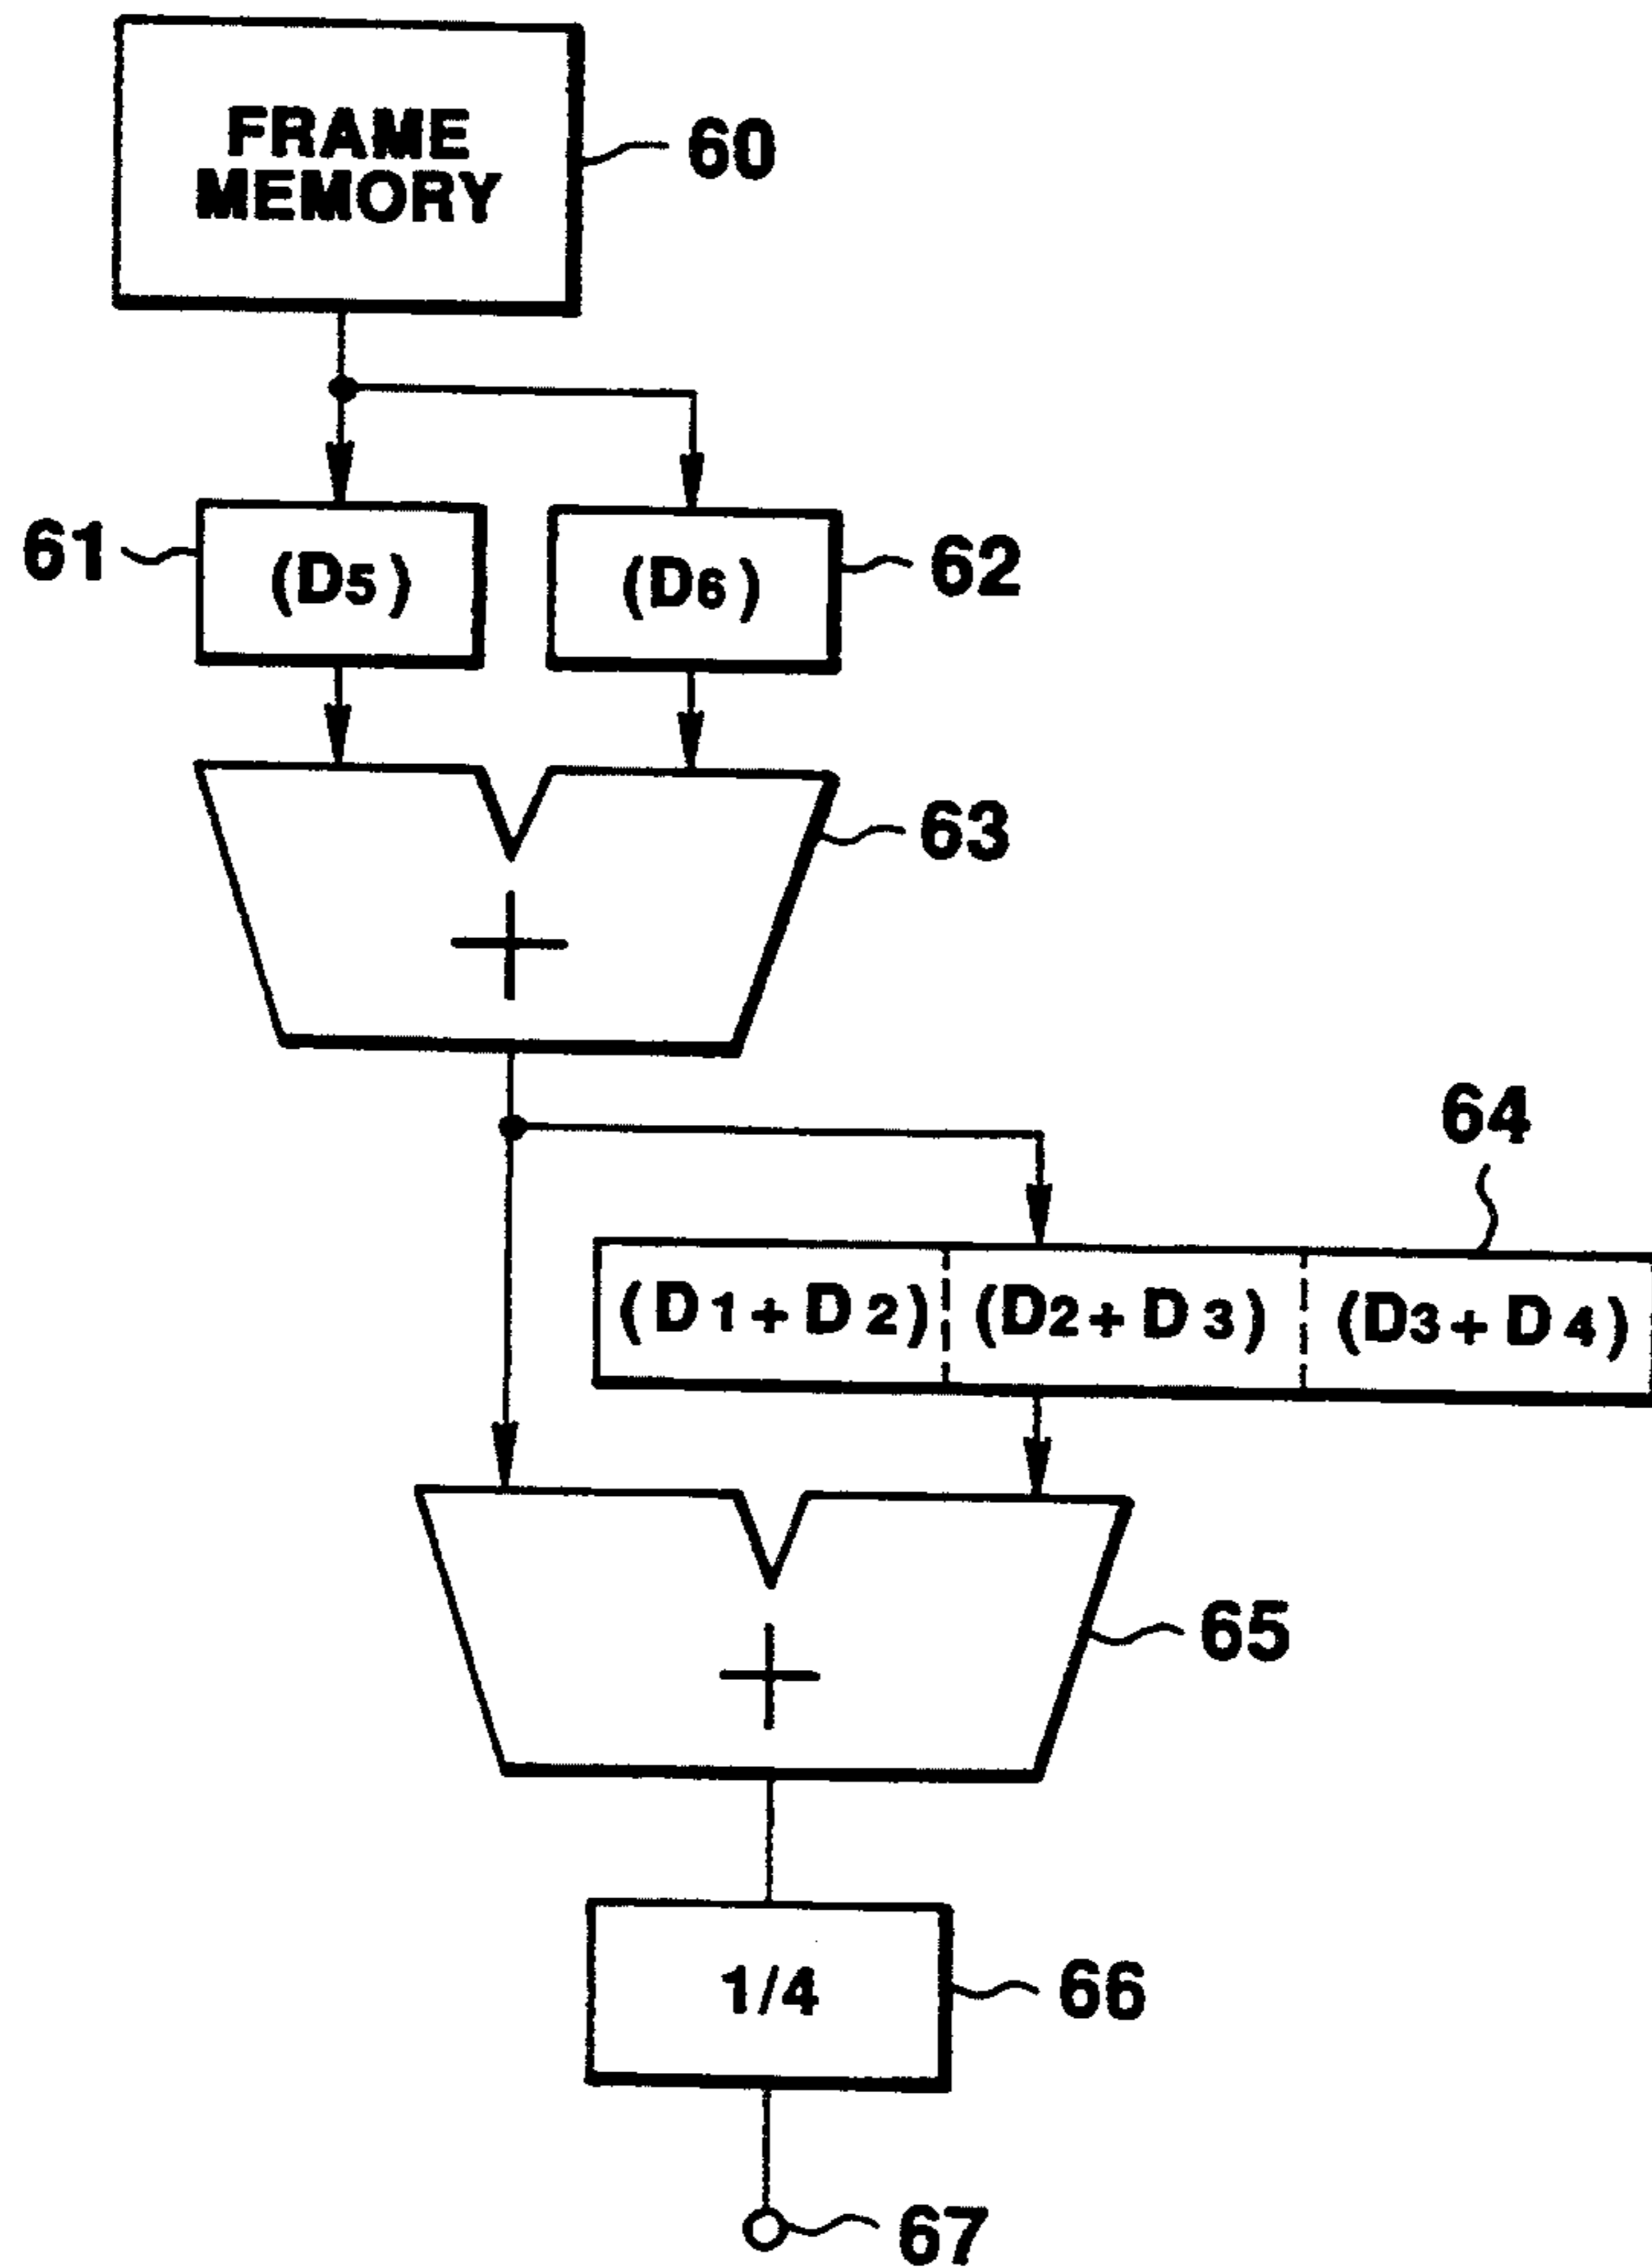 FRAME
MEMORY
60
61
(D5)
(D6)
62
63
+
64
(D1+D2)
(D2+D3)
(D3+D4)
65
+
1/4
66
67